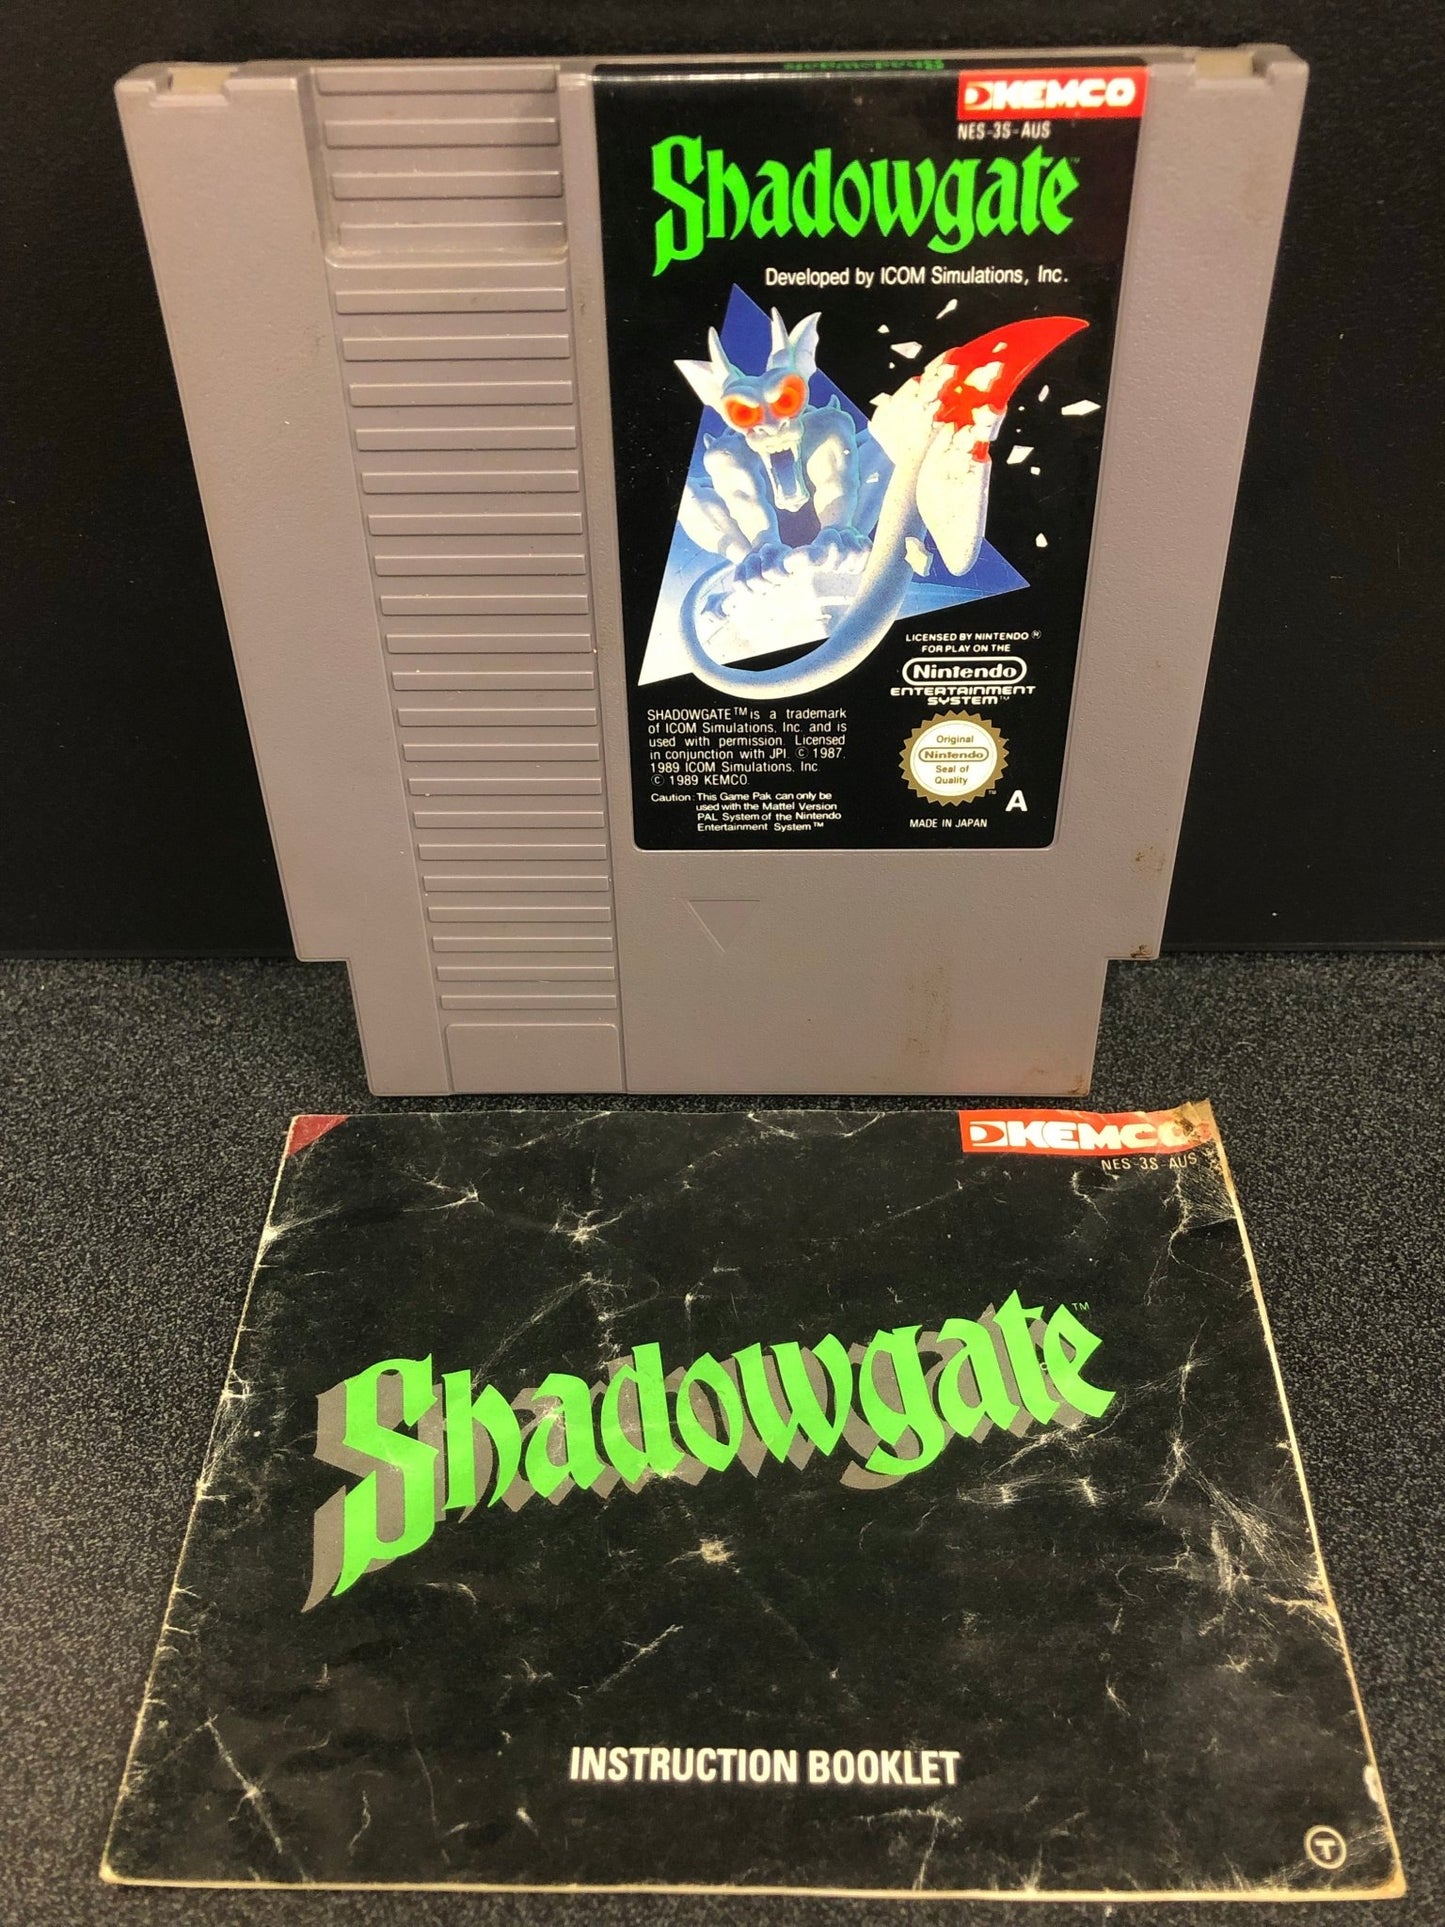 Shadowgate
KEMCO
NES-3S-AUS
Shadowgate™
Developed by ICOM Simulations, Inc.
LICENSED BY NINTENDO®
FOR PLAY ON THE
Nintendo
ENTERTAINMENT
SYSTEM™
SHADOWGATE™ is a trademark
of ICOM Simulations, Inc. and is
used with permission. Licensed
in conjunction with JPI. © 1987.
1989 ICOM Simulations, Inc.
© 1989 KEMCO.
Caution: This Game Pak can only be
used with the Mattel Version
PAL System of the Nintendo
Entertainment System™
Original
Nintendo
Seal of
Quality
™
A
MADE IN JAPAN
KEMCO
NES-3S-AUS
Shadowgate™
INSTRUCTION BOOKLET
T